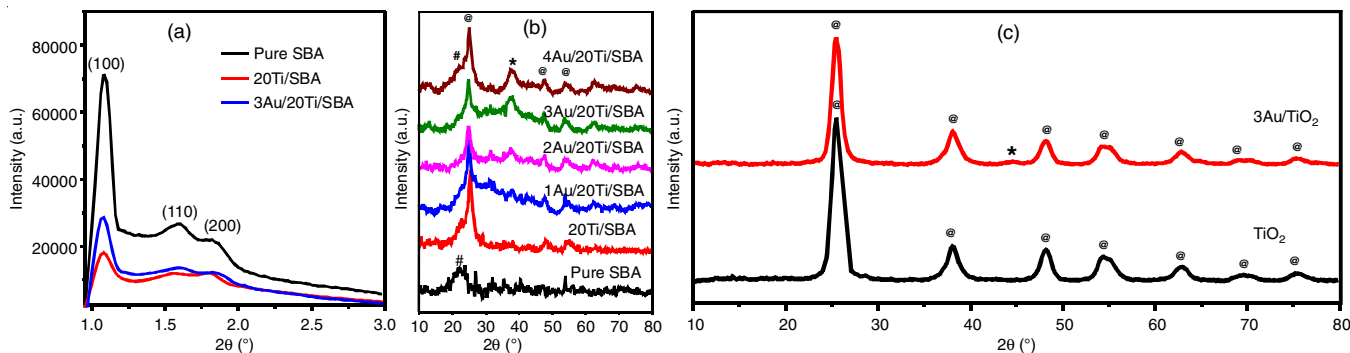 (a)
Pure SBA
20Ti/SBA
3Au/20Ti/SBA
(100)
(110)
(200)
80000
60000
40000
20000
Intensity (a.u.)
1.0 1.5 2.0 2.5 3.0
2θ (°)
(b)
@
# * @ @
4Au/20Ti/SBA
3Au/20Ti/SBA
2Au/20Ti/SBA
1Au/20Ti/SBA
20Ti/SBA
#
Pure SBA
Intensity (a.u.)
10 20 30 40 50 60 70 80
2θ (°)
(c)
@
@ * @ @ @ @ @
3Au/TiO2
@
@ @ @ @ @ @
TiO2
Intensity (a.u.)
10 20 30 40 50 60 70 80
2θ (°)